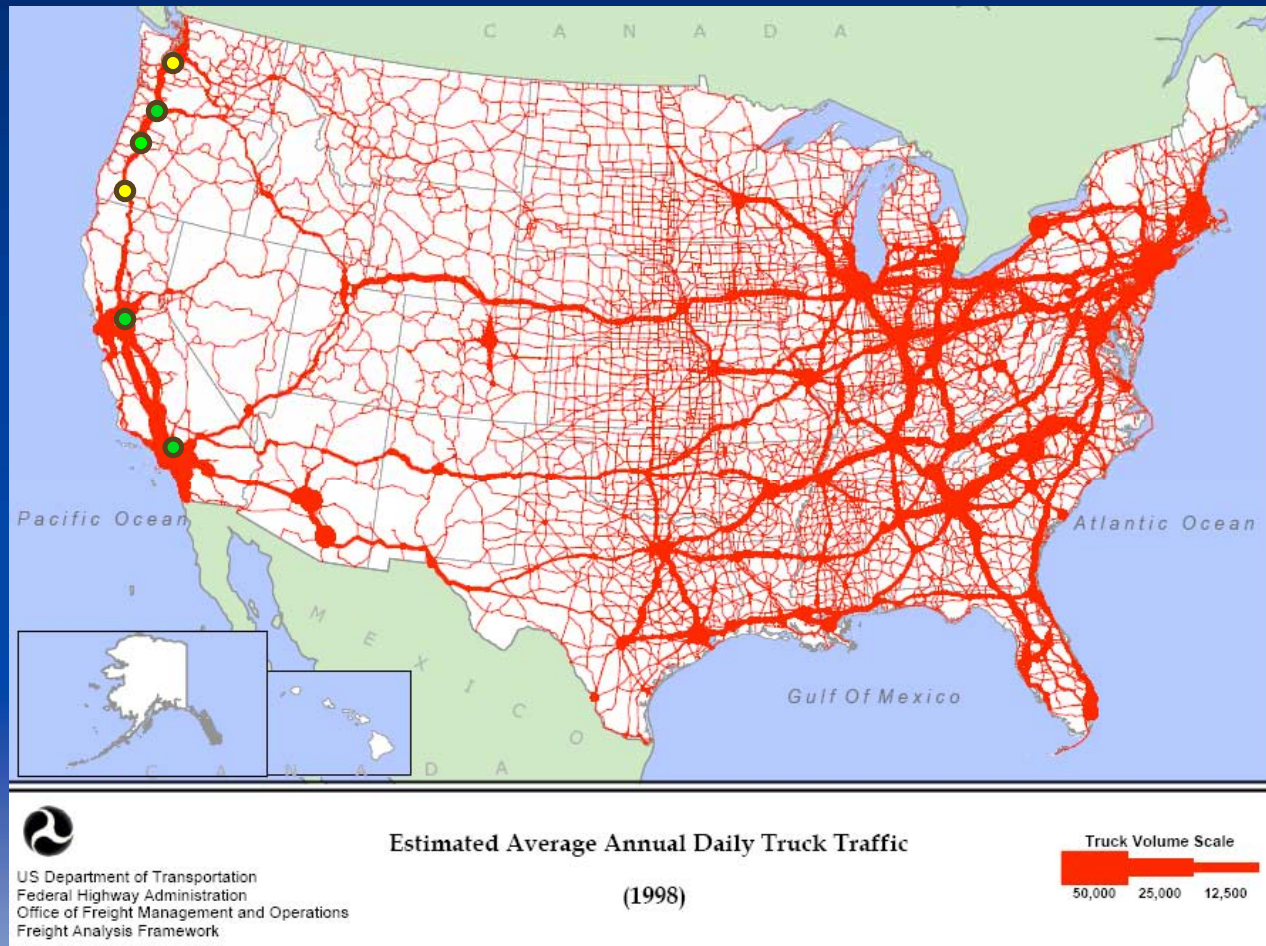 C A N A D A
Pacific Ocean
Atlantic Ocean
M E X I C O
Gulf Of Mexico
C A N A D A
Estimated Average Annual Daily Truck Traffic
(1998)
US Department of Transportation
Federal Highway Administration
Office of Freight Management and Operations
Freight Analysis Framework
Truck Volume Scale
50,000 25,000 12,500